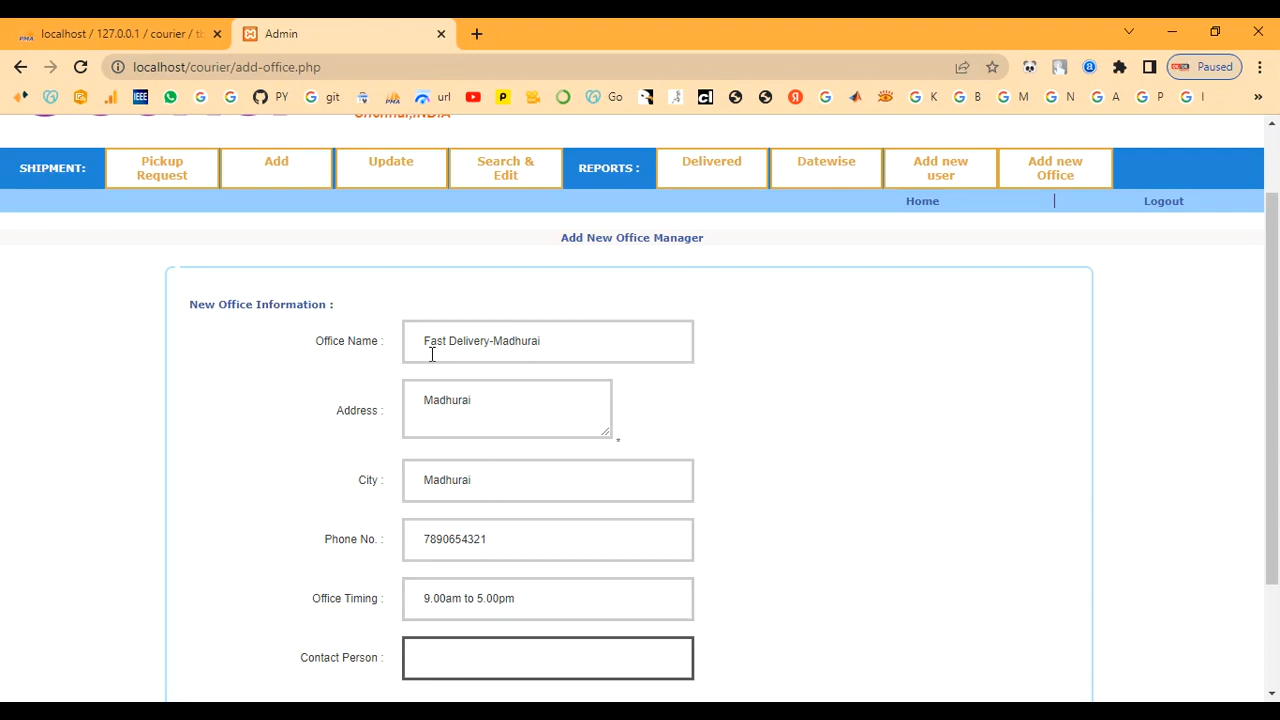 localhost / 127.0.0.1 / courier / tb
Admin
localhost/courier/add-office.php
Paused
IEEE
PY
git
url
Go
K
B
M
N
A
P
I
»
Chennai,INDIA
SHIPMENT:
Pickup
Request
Add
Update
Search &
Edit
REPORTS :
Delivered
Datewise
Add new
user
Add new
Office
Home
Logout
Add New Office Manager
New Office Information :
Office Name :
Fast Delivery-Madhurai
Address :
Madhurai
*
City :
Madhurai
Phone No. :
7890654321
Office Timing :
9.00am to 5.00pm
Contact Person :